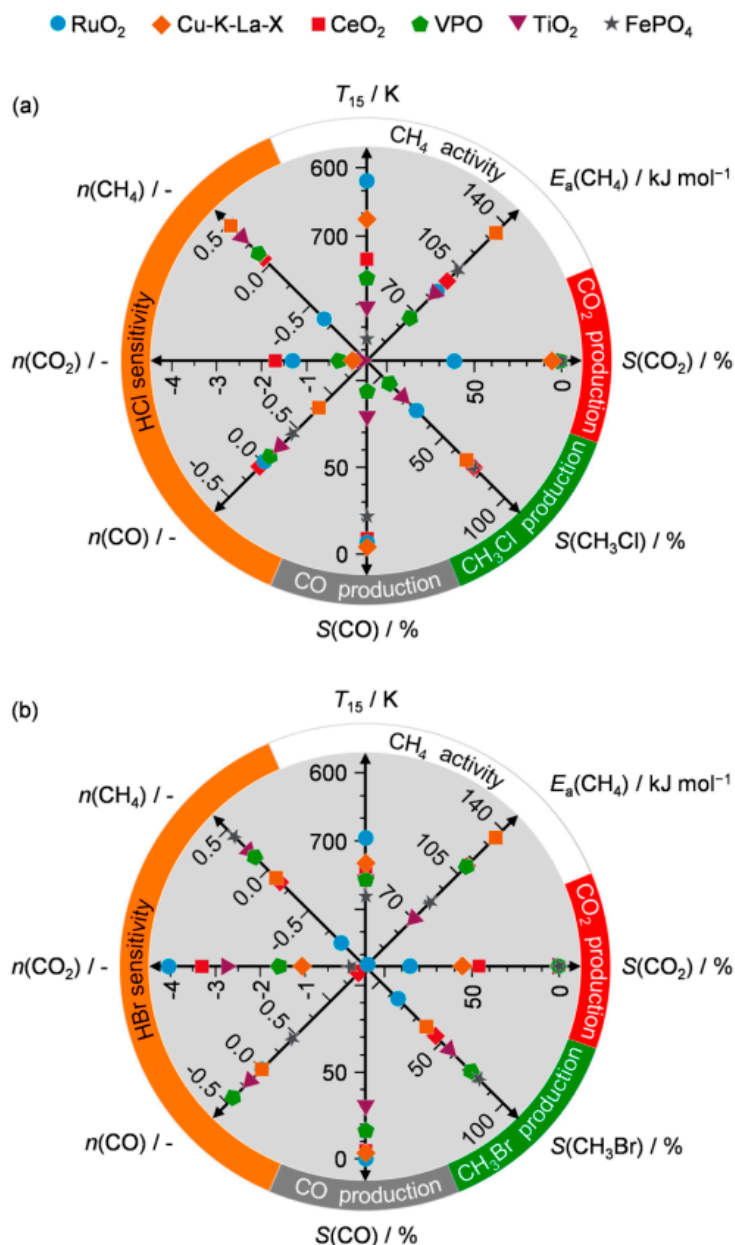 RuO2 Cu-K-La-X CeO2 VPO TiO2 FePO4
(a)
T15 / K
CH4 activity
n(CH4) / -
Ea(CH4) / kJ mol−1
600
700
140
105
70
0.5
0.0
-0.5
HCl sensitivity
CO2 production
n(CO2) / -
-4 -3 -2 -1
50 0
S(CO2) / %
-0.5
0.0
-0.5
50
100
n(CO) / -
50
0
CH3Cl production
S(CH3Cl) / %
CO production
S(CO) / %
(b)
T15 / K
CH4 activity
n(CH4) / -
Ea(CH4) / kJ mol−1
600
700
140
105
70
0.5
0.0
-0.5
HBr sensitivity
CO2 production
n(CO2) / -
-4 -3 -2 -1
50 0
S(CO2) / %
-0.5
0.0
-0.5
50
100
n(CO) / -
50
0
CH3Br production
S(CH3Br) / %
CO production
S(CO) / %